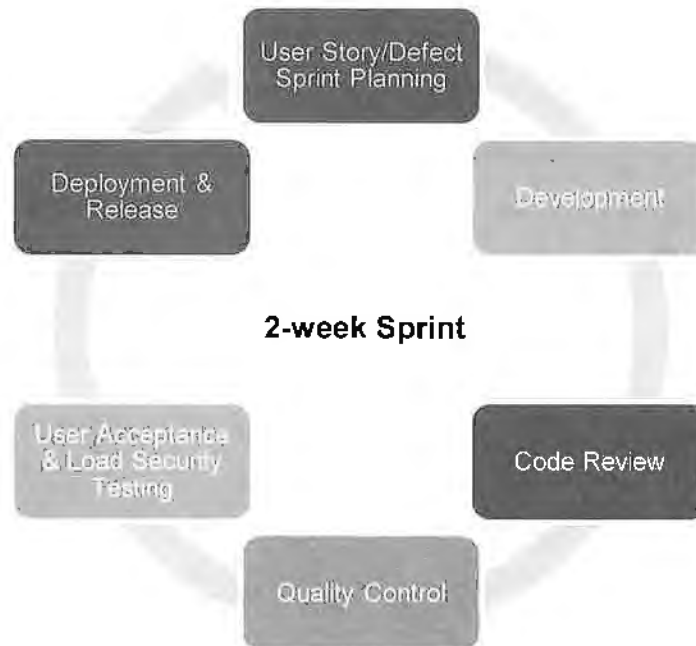 User Story/Defect
Sprint Planning
Development
Code Review
Quality Control
User Acceptance
& Load Security
Testing
Deployment &
Release
2-week Sprint